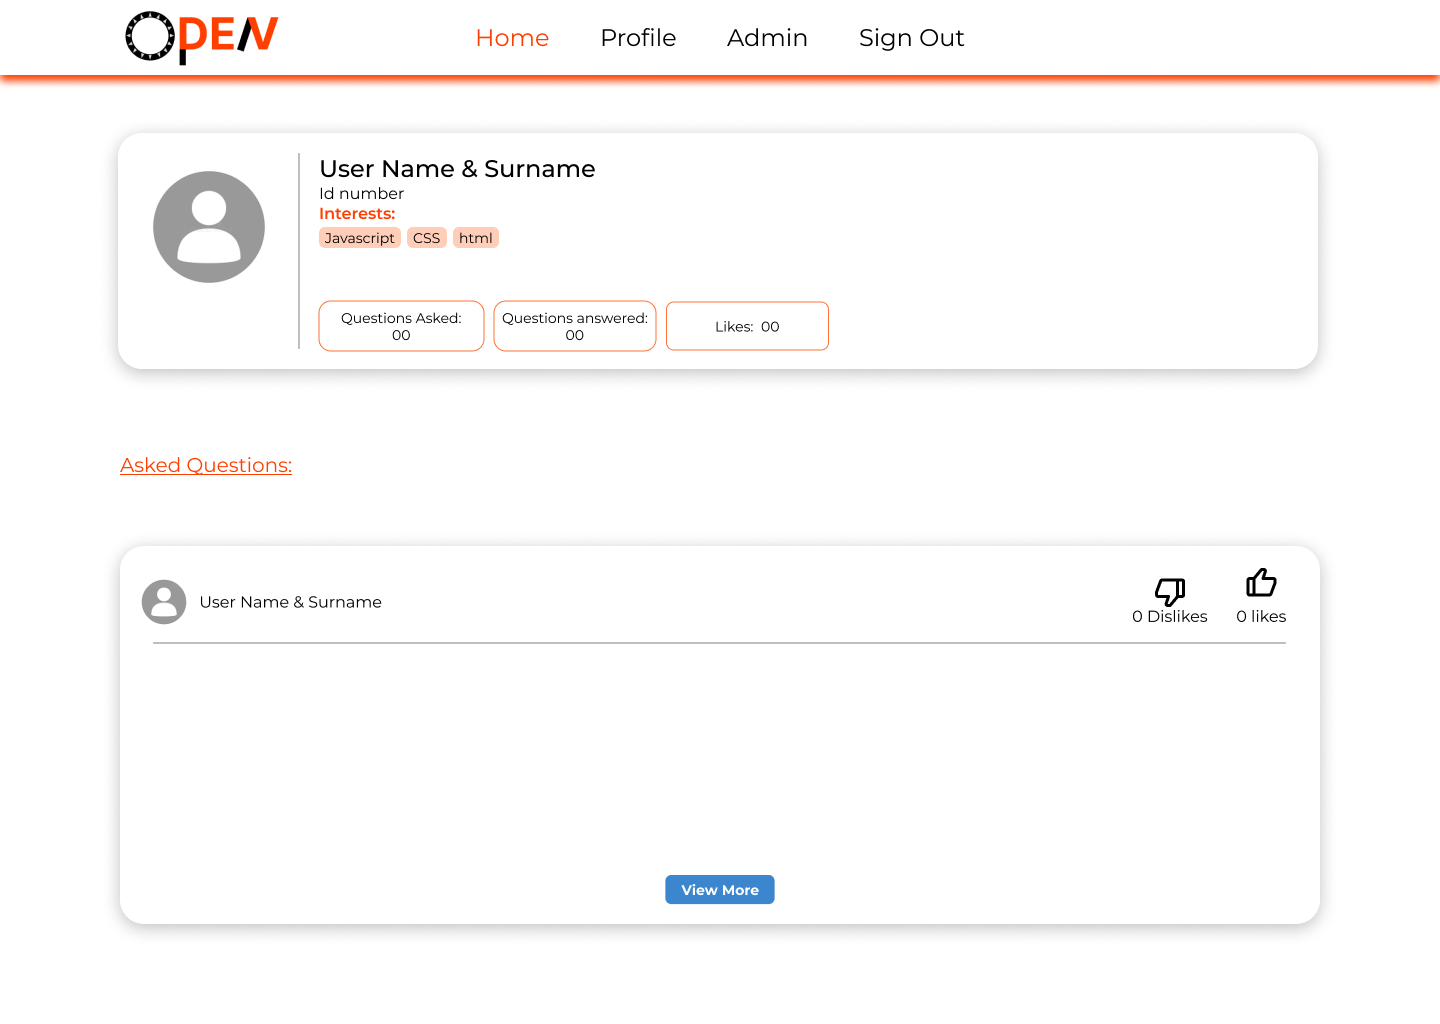 OPEN
Home Profile Admin Sign Out
User Name & Surname
Id number
Interests:
Javascript CSS html
Questions Asked:
00
Questions answered:
00
Likes: 00
Asked Questions:
User Name & Surname
0 Dislikes
0 likes
View More